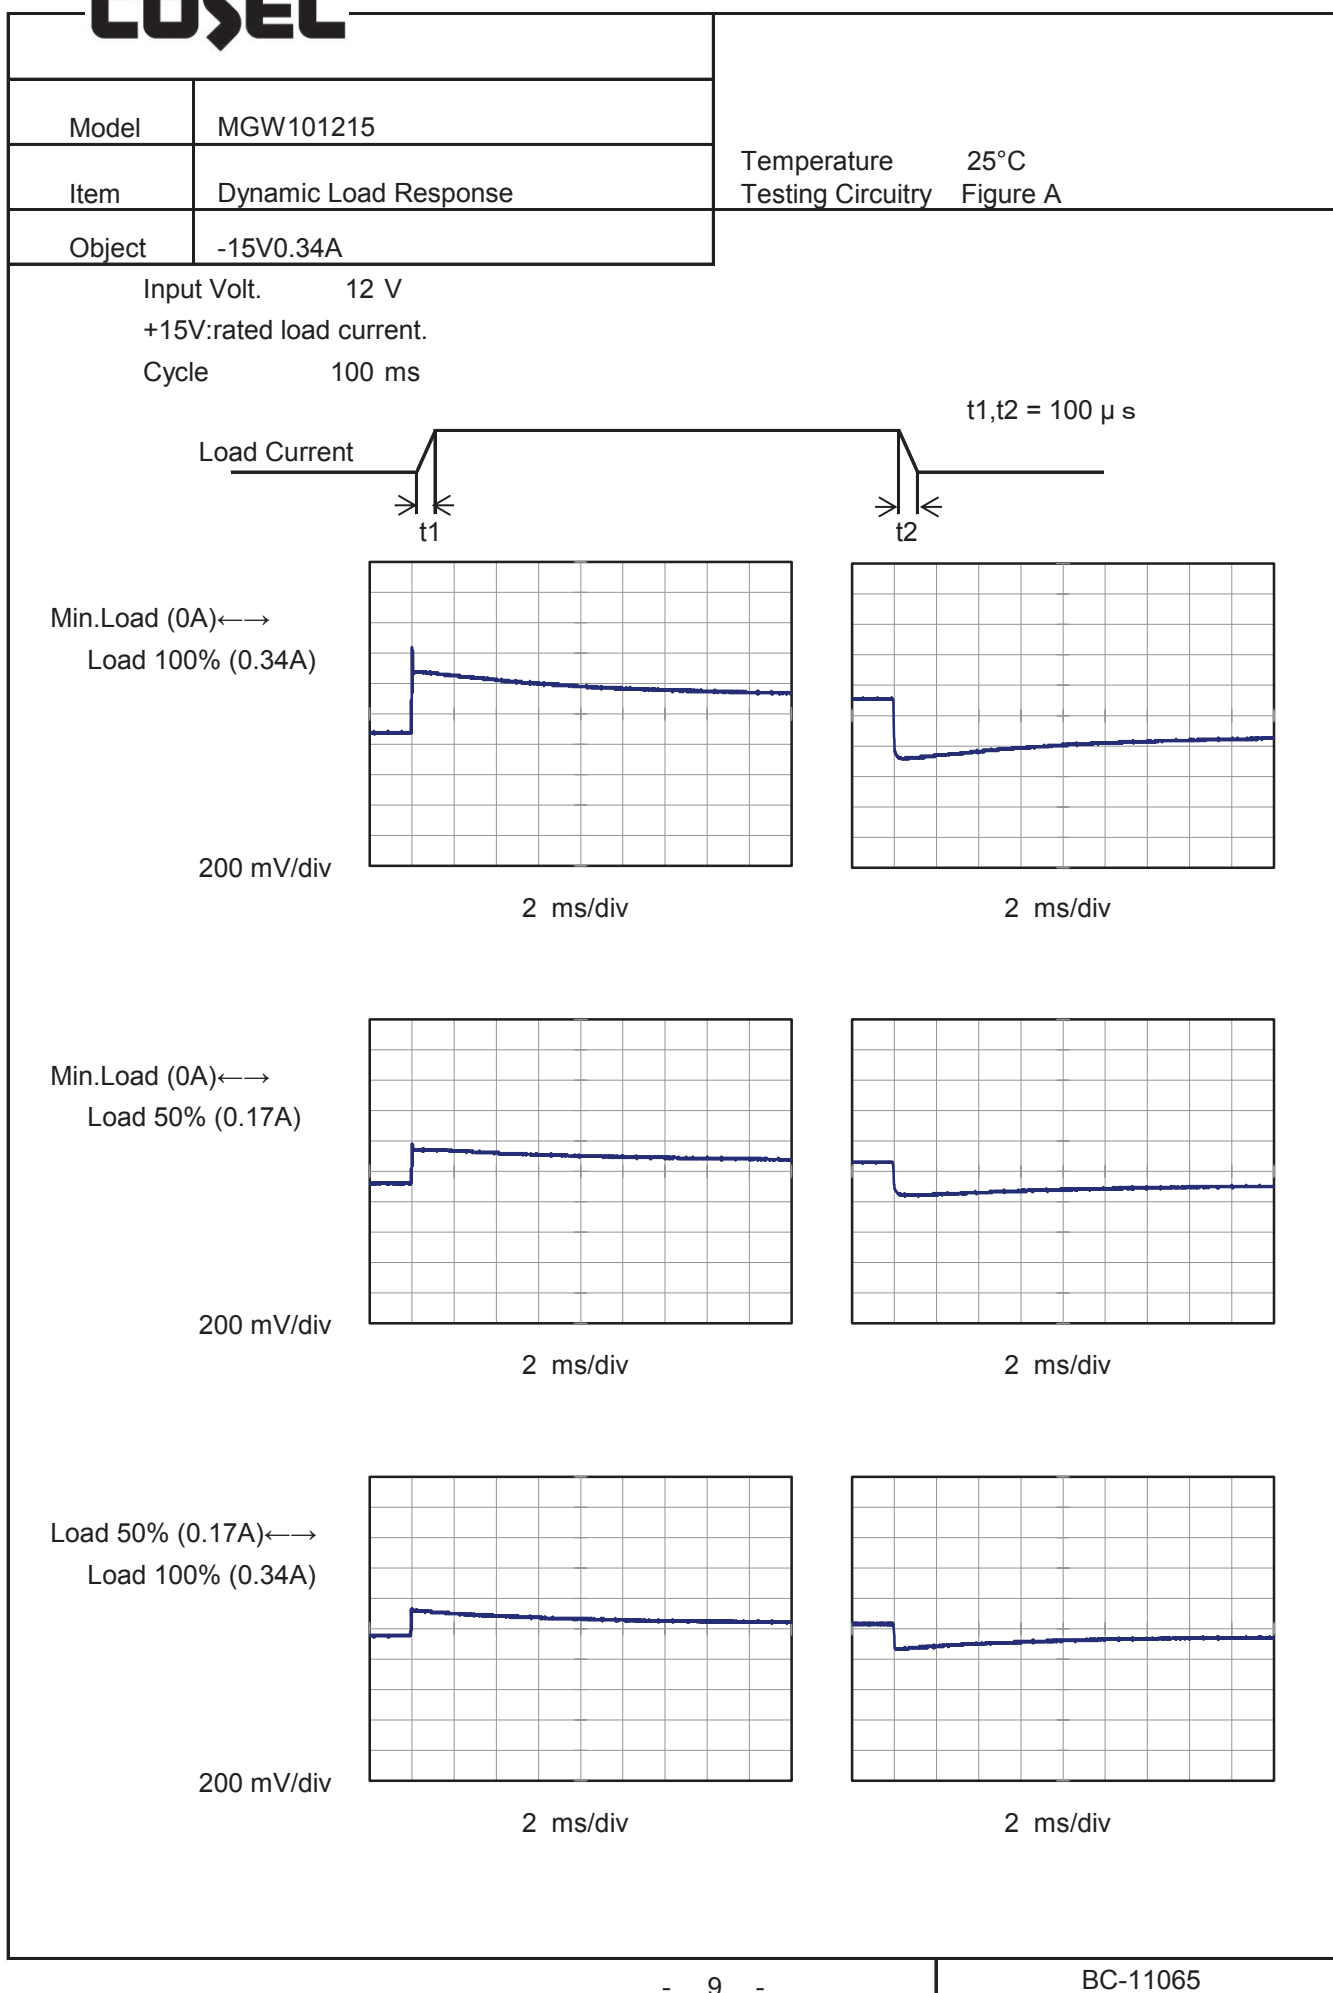 COSEL
Model MGW101215
Item Dynamic Load Response
Object -15V0.34A
Temperature 25°C
Testing Circuitry Figure A
Input Volt. 12 V
+15V:rated load current.
Cycle 100 ms
t1,t2 = 100 μ s
Load Current
t1 t2
Min.Load (0A)←→
Load 100% (0.34A)
200 mV/div
2 ms/div 2 ms/div
Min.Load (0A)←→
Load 50% (0.17A)
200 mV/div
2 ms/div 2 ms/div
Load 50% (0.17A)←→
Load 100% (0.34A)
200 mV/div
2 ms/div 2 ms/div
- 9 -
BC-11065